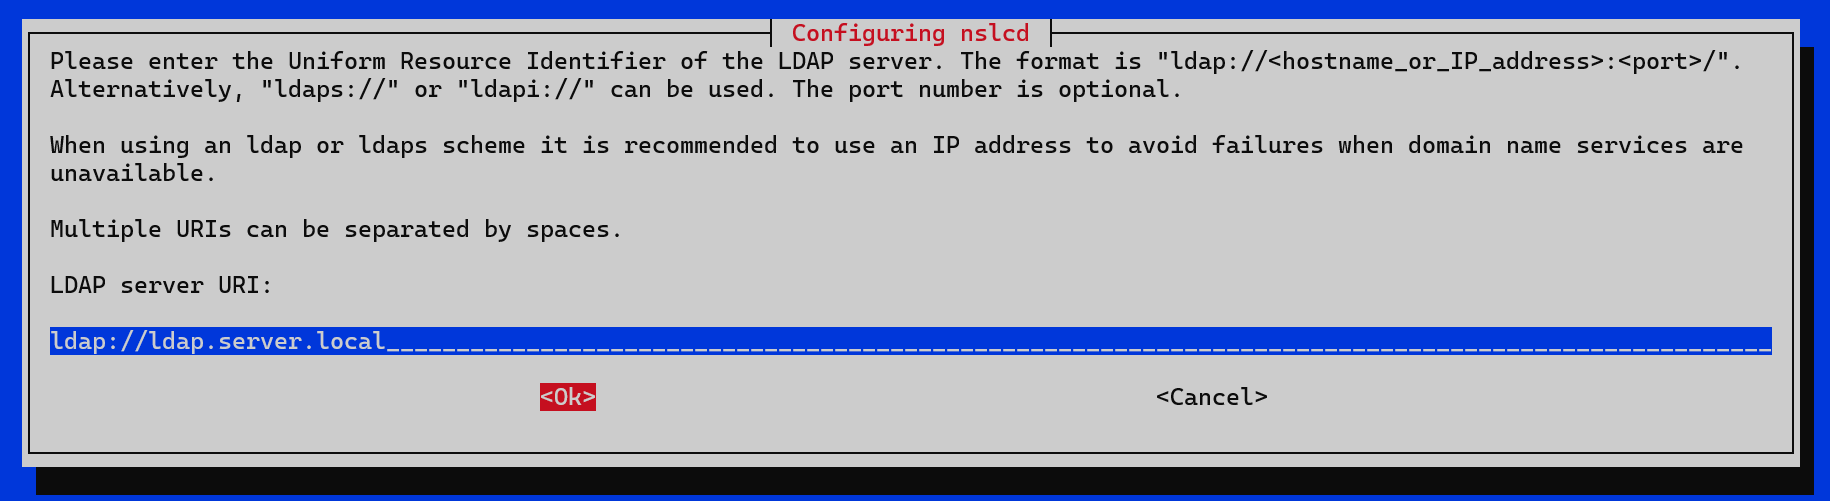 Configuring nslcd
Please enter the Uniform Resource Identifier of the LDAP server. The format is "ldap://<hostname_or_IP_address>:<port>/".
Alternatively, "ldaps://" or "ldapi://" can be used. The port number is optional.
When using an ldap or ldaps scheme it is recommended to use an IP address to avoid failures when domain name services are
unavailable.
Multiple URIs can be separated by spaces.
LDAP server URI:
ldap://ldap.server.local___________________________________________________________________________________________________
<Ok> <Cancel>